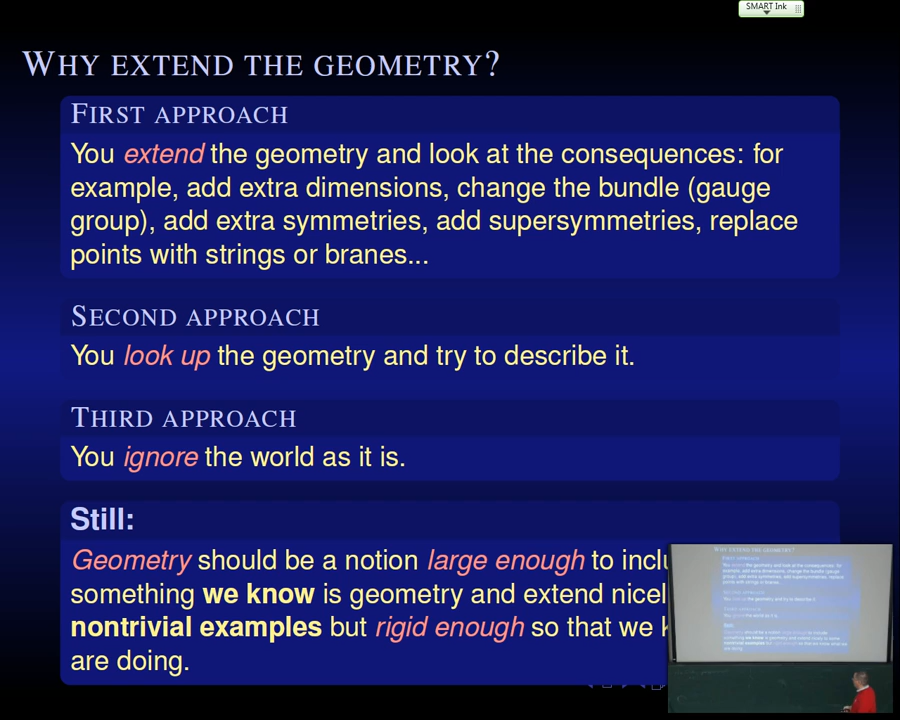 SMART Ink
WHY EXTEND THE GEOMETRY?
FIRST APPROACH
You extend the geometry and look at the consequences: for
example, add extra dimensions, change the bundle (gauge
group), add extra symmetries, add supersymmetries, replace
points with strings or branes...
SECOND APPROACH
You look up the geometry and try to describe it.
THIRD APPROACH
You ignore the world as it is.
Still:
Geometry should be a notion large enough to
something we know is geometry and extend
nontrivial examples but rigid enough so that we
are doing.